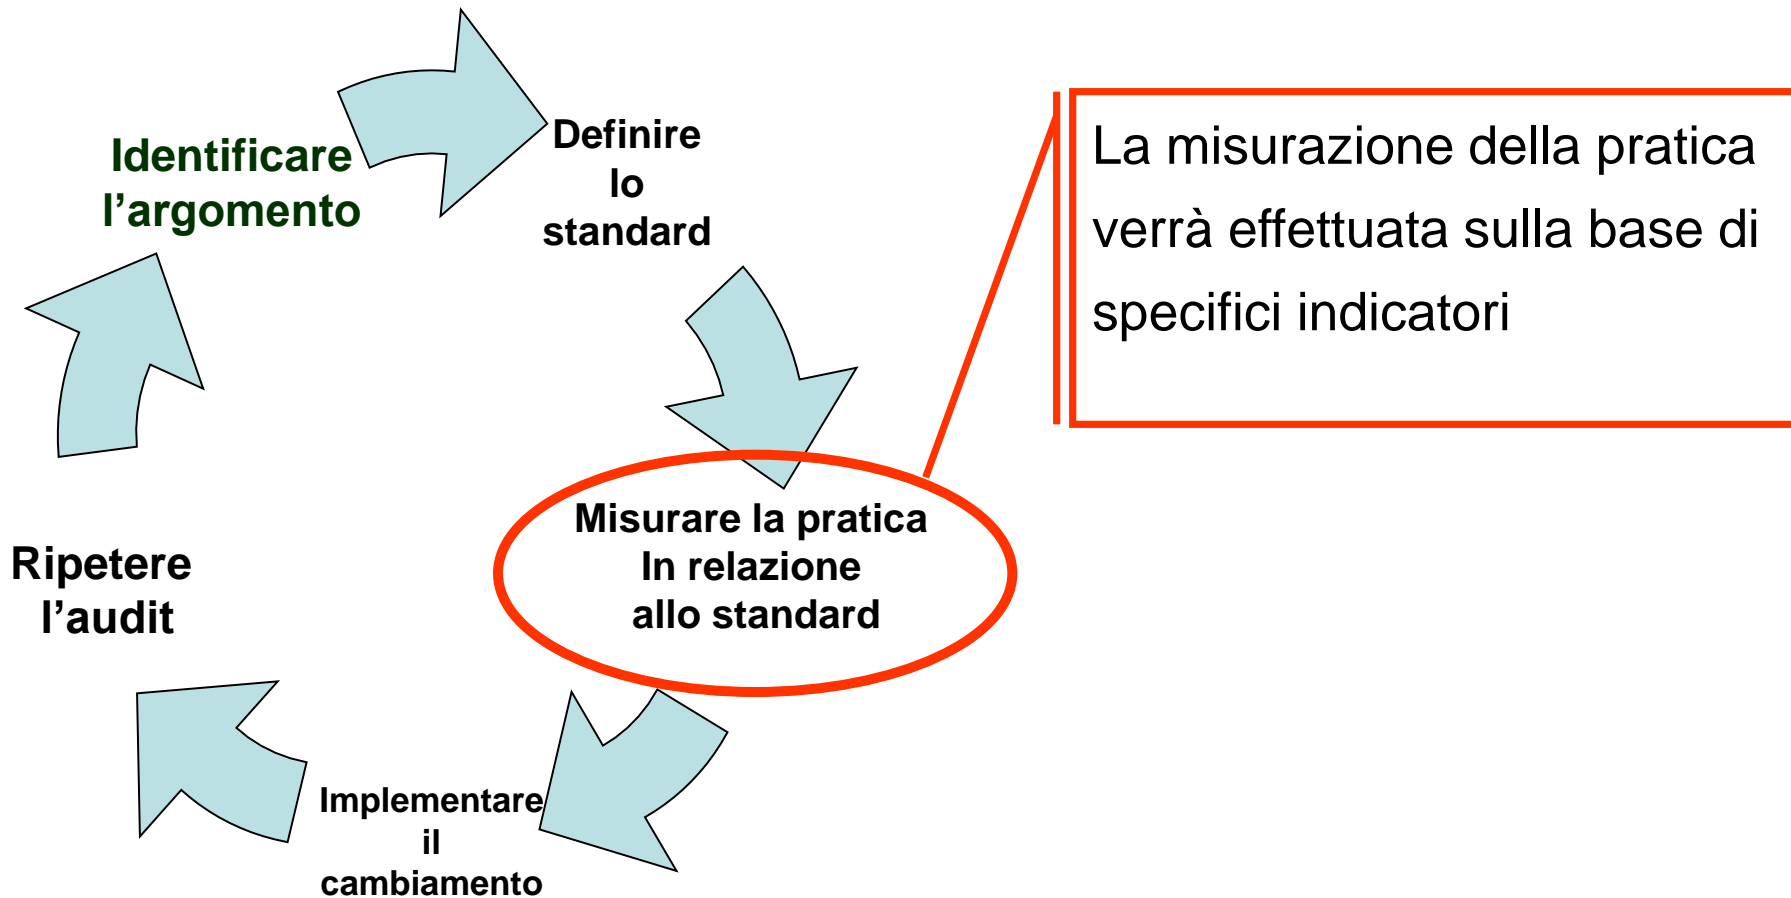 Identificare
l’argomento
Definire
lo
standard
Misurare la pratica
In relazione
allo standard
Implementare
il
cambiamento
Ripetere
l’audit
La misurazione della pratica
verrà effettuata sulla base di
specifici indicatori